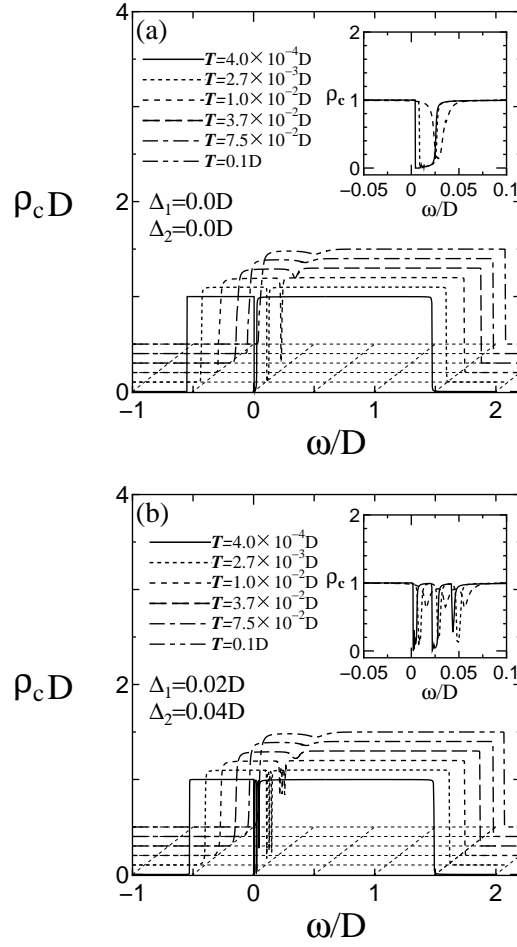 (a)
T=4.0×10⁻⁴D
T=2.7×10⁻³D
T=1.0×10⁻²D
T=3.7×10⁻²D
T=7.5×10⁻²D
T=0.1D
Δ₁=0.0D
Δ₂=0.0D
ρcD
4
2
0
-1 0 1 2
ω/D
2
ρc 1
0
-0.05 0 0.05 0.1
ω/D
(b)
T=4.0×10⁻⁴D
T=2.7×10⁻³D
T=1.0×10⁻²D
T=3.7×10⁻²D
T=7.5×10⁻²D
T=0.1D
Δ₁=0.02D
Δ₂=0.04D
ρcD
4
2
0
-1 0 1 2
ω/D
2
ρc 1
0
-0.05 0 0.05 0.1
ω/D